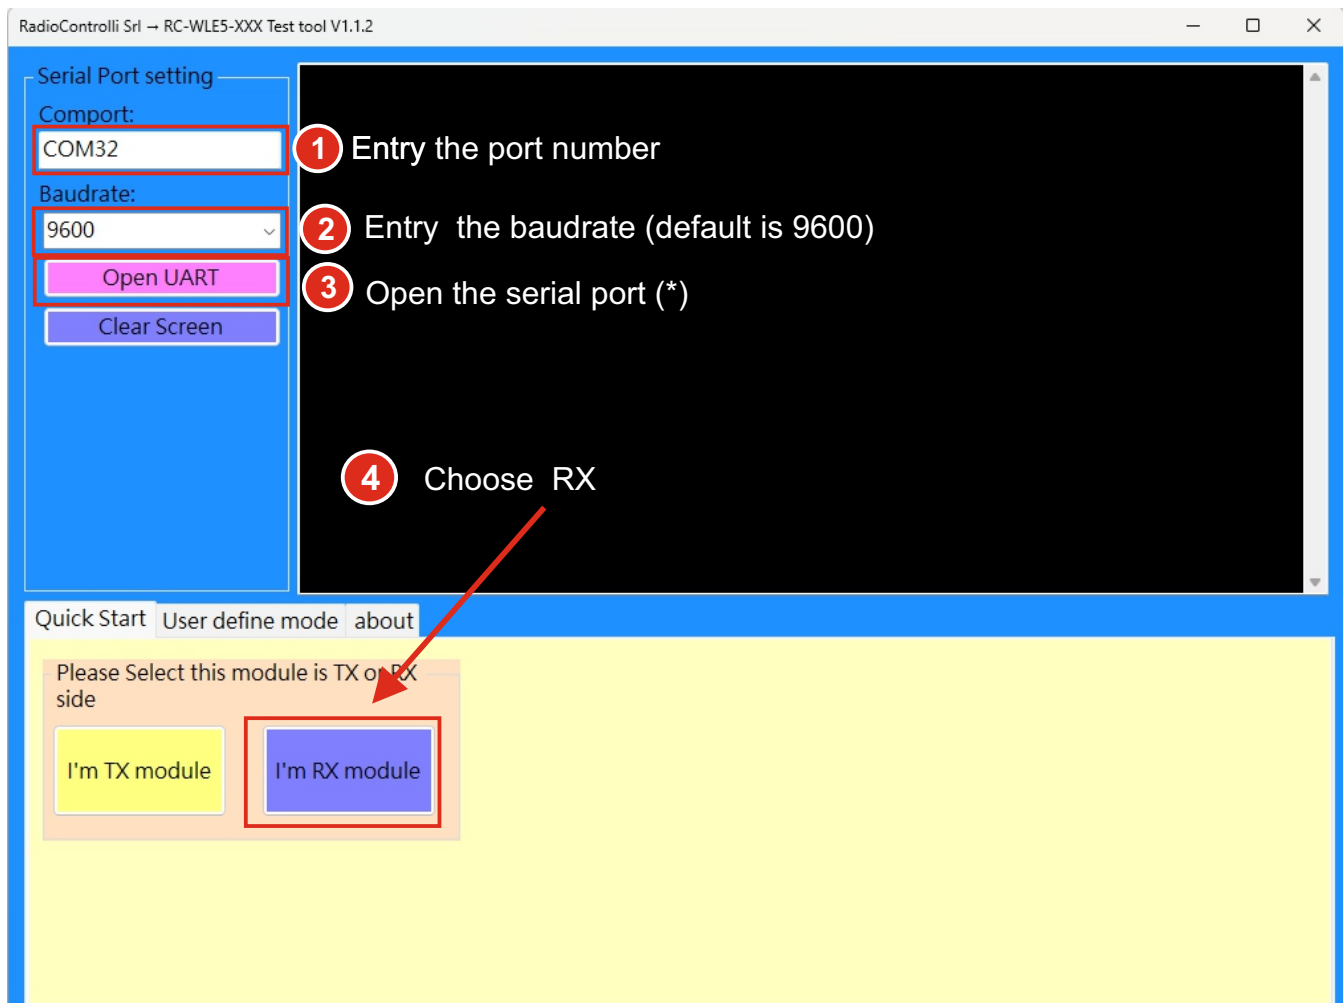 RadioControlli Srl → RC-WLE5-XXX Test tool V1.1.2
Serial Port setting
Comport:
COM32
1 Entry the port number
Baudrate:
9600
2 Entry the baudrate (default is 9600)
Open UART
3 Open the serial port (*)
Clear Screen
4 Choose RX
Quick Start User define mode about
Please Select this module is TX or RX
side
I'm TX module I'm RX module